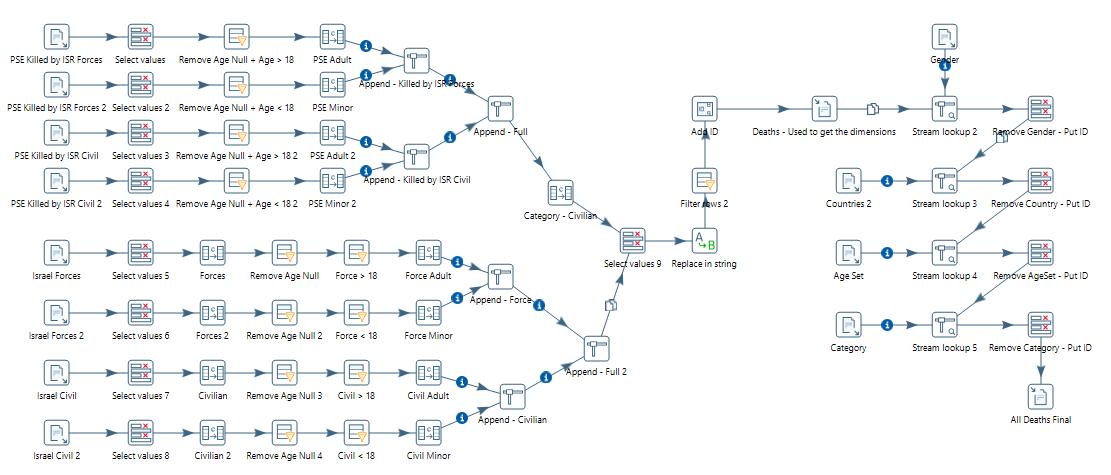 PSE Killed by ISR Forces
Select values
Remove Age Null + Age > 18
PSE Adult
Append - Killed by ISR Forces
PSE Killed by ISR Forces 2
Select values 2
Remove Age Null + Age < 18
PSE Minor
Append - Full
PSE Killed by ISR Civil
Select values 3
Remove Age Null + Age > 18 2
PSE Adult 2
Append - Killed by ISR Civil
PSE Killed by ISR Civil 2
Select values 4
Remove Age Null + Age < 18 2
PSE Minor 2
Category - Civilian
Israel Forces
Select values 5
Forces
Remove Age Null
Force > 18
Force Adult
Append - Force
Israel Forces 2
Select values 6
Forces 2
Remove Age Null 2
Force < 18
Force Minor
Append - Full 2
Israel Civil
Select values 7
Civilian
Remove Age Null 3
Civil > 18
Civil Adult
Append - Civilian
Israel Civil 2
Select values 8
Civilian 2
Remove Age Null 4
Civil < 18
Civil Minor
Select values 9
A
B
Replace in string
Filter rows 2
Add ID
Deaths - Used to get the dimensions
Gender
Stream lookup 2
Remove Gender - Put ID
Countries 2
Stream lookup 3
Remove Country - Put ID
Age Set
Stream lookup 4
Remove AgeSet - Put ID
Category
Stream lookup 5
Remove Category - Put ID
All Deaths Final